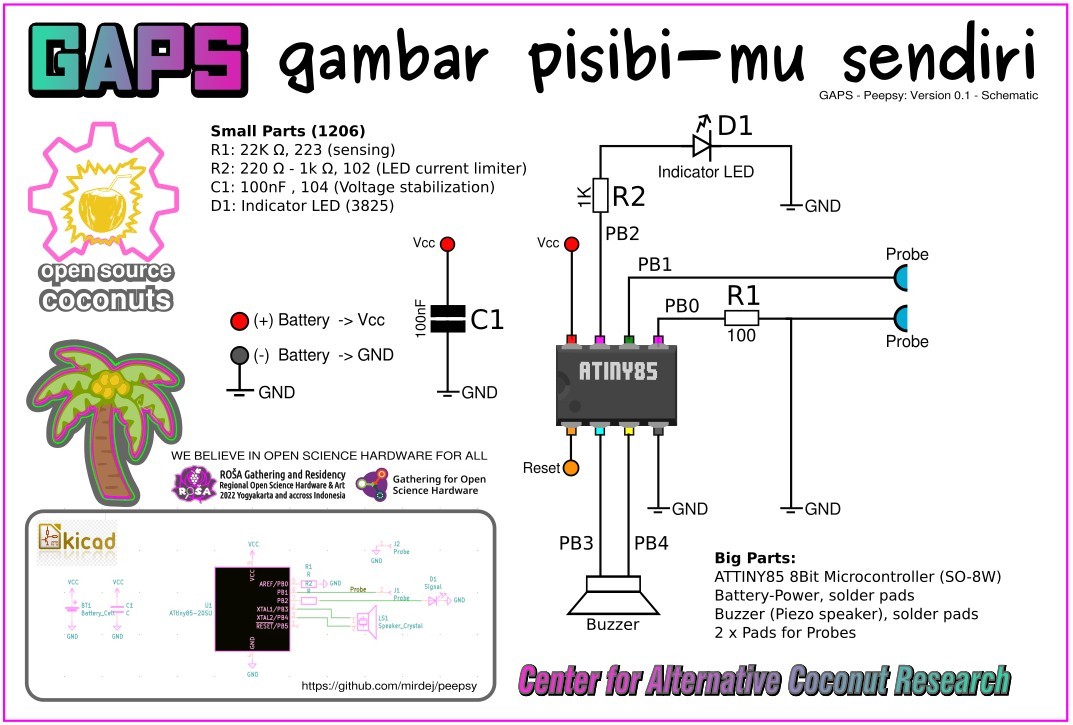 GAPS gambar pisibi-mu sendiri
GAPS - Peepsy: Version 0.1 - Schematic
Small Parts (1206)
R1: 22K Ω, 223 (sensing)
R2: 220 Ω - 1k Ω, 102 (LED current limiter)
C1: 100nF , 104 (Voltage stabilization)
D1: Indicator LED (3825)
open source
coconuts
D1
Indicator LED
1K
R2
GND
PB2
Vcc
Vcc
100nF
C1
GND
(+) Battery -> Vcc
(-) Battery -> GND
GND
PB1
Probe
PB0
R1
100
Probe
ATINY85
Reset
GND
GND
PB3
PB4
Buzzer
WE BELIEVE IN OPEN SCIENCE HARDWARE FOR ALL
ROŠA
ROŠA Gathering and Residency
Regional Open Science Hardware & Art
2022 Yogyakarta and accross Indonesia
Gathering for Open
Science Hardware
kicad
VCC
VCC
VCC
BT1
Battery_Cell
C1
C
GND
GND
U1
ATtiny85-20SU
VCC
AREF/PB0
PB1
PB2
XTAL1/PB3
XTAL2/PB4
RESET/PB5
GND
GND
R1
R
R2
GND
J2
Probe
GND
Probe
J1
Probe
D1
Signal
GND
LS1
Speaker_Crystal
https://github.com/mirdej/peepsy
Big Parts:
ATTINY85 8Bit Microcontroller (SO-8W)
Battery-Power, solder pads
Buzzer (Piezo speaker), solder pads
2 x Pads for Probes
Center for Alternative Coconut Research